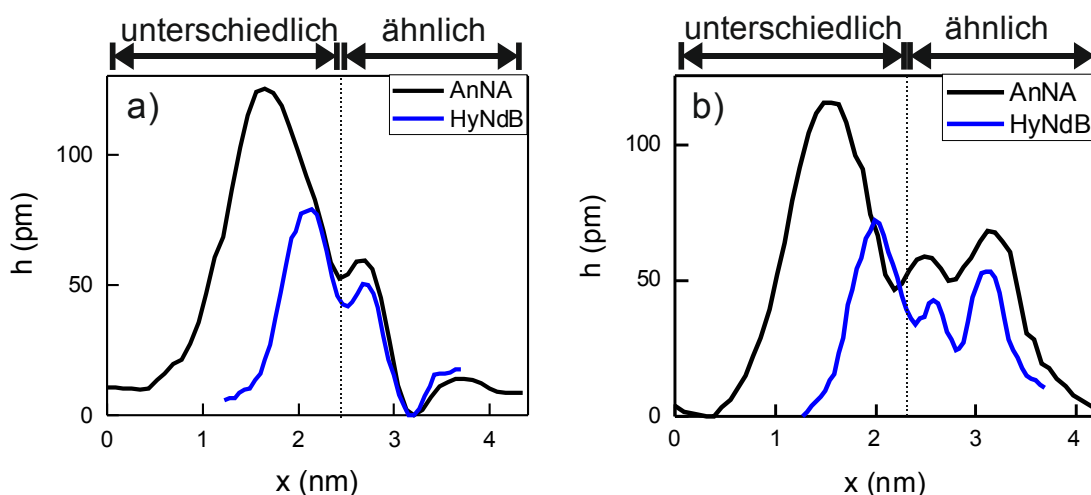 unterschiedlich ähnlich
unterschiedlich ähnlich
a)
AnNA
HyNdB
100
50
0
h (pm)
0 1 2 3 4
x (nm)
b)
AnNA
HyNdB
100
50
0
h (pm)
0 1 2 3 4
x (nm)